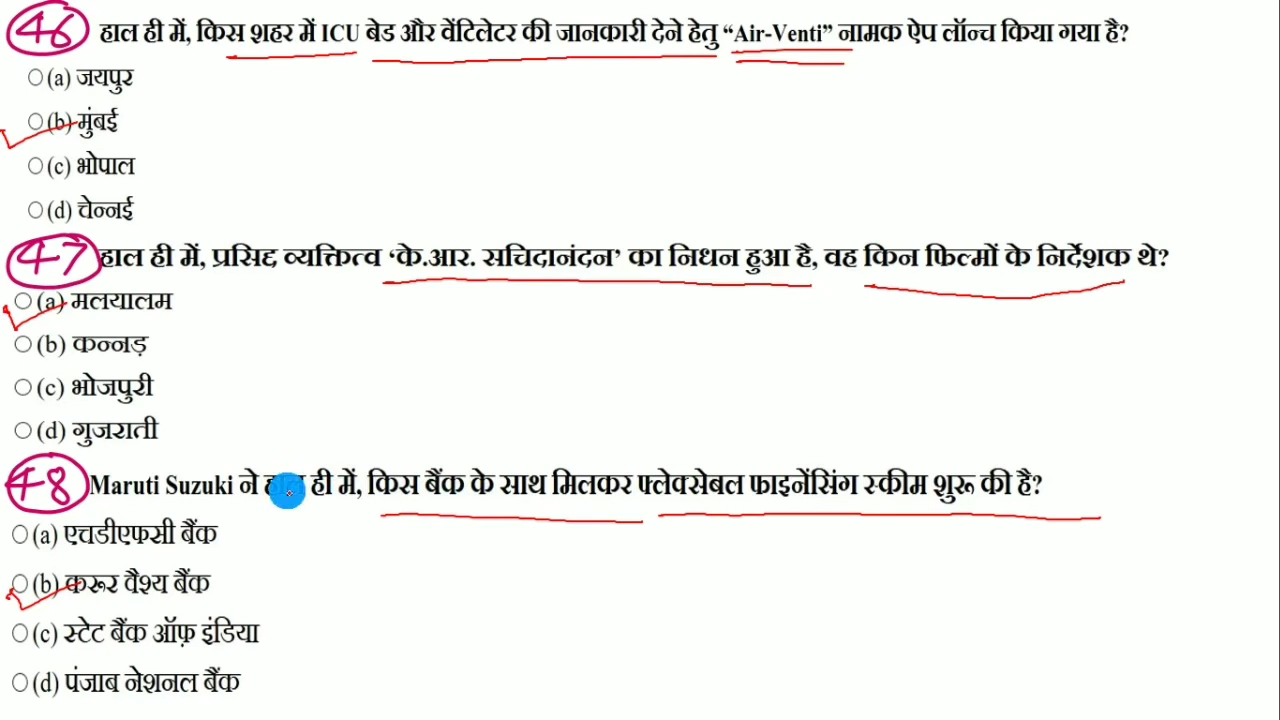 46 हाल ही में, किस शहर में ICU बेड और वेंटिलेटर की जानकारी देने हेतु “Air-Venti” नामक ऐप लॉन्च किया गया है?
(a) जयपुर
(b) मुंबई
(c) भोपाल
(d) चेन्नई
47 हाल ही में, प्रसिद्द व्यक्तित्व ‘के.आर. सचिदानंदन’ का निधन हुआ है, वह किन फिल्मों के निर्देशक थे?
(a) मलयालम
(b) कन्नड़
(c) भोजपुरी
(d) गुजराती
48 Maruti Suzuki ने हाल ही में, किस बैंक के साथ मिलकर फ्लेक्सेबल फाइनेंसिंग स्कीम शुरू की है?
(a) एचडीएफसी बैंक
(b) करूर वैश्य बैंक
(c) स्टेट बैंक ऑफ़ इंडिया
(d) पंजाब नेशनल बैंक